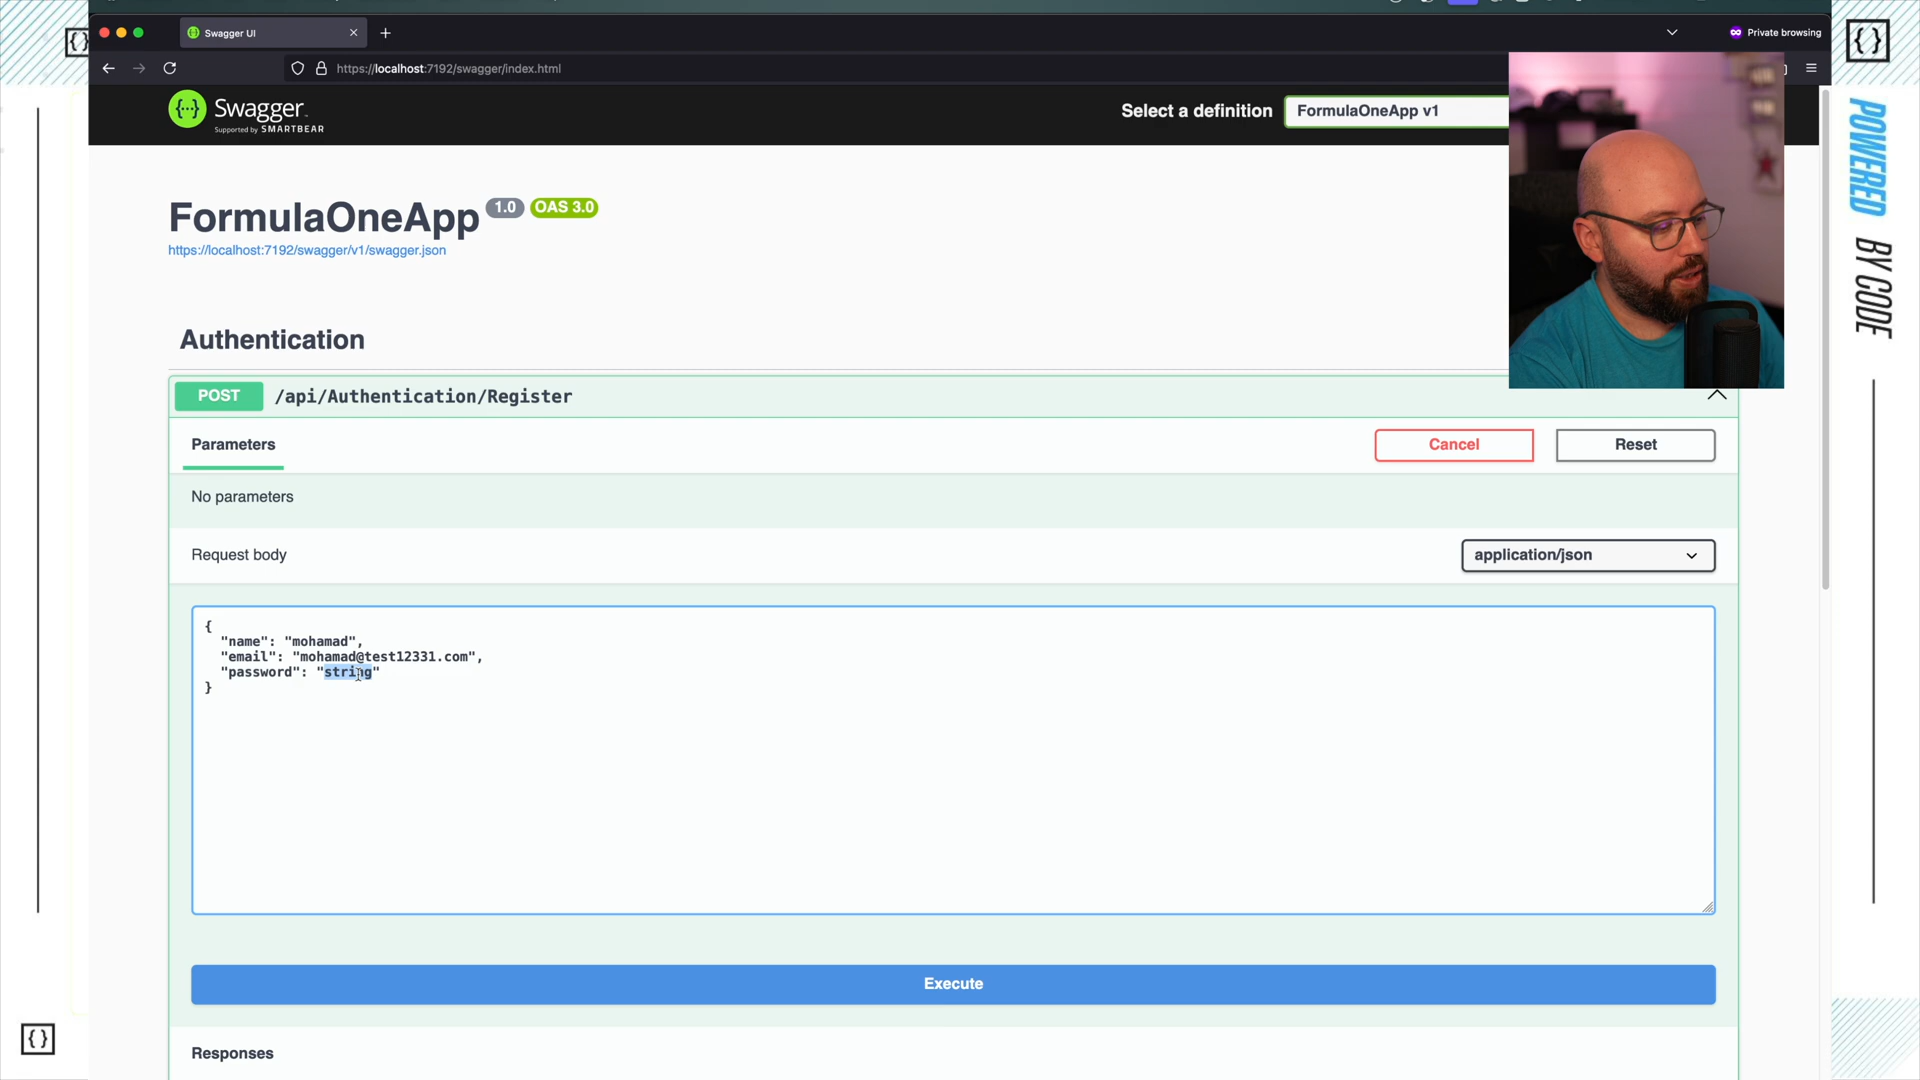 Swagger UI
Private browsing
https://localhost:7192/swagger/index.html
{···} Swagger
Supported by SMARTBEAR
Select a definition
FormulaOneApp v1
FormulaOneApp 1.0 OAS 3.0
https://localhost:7192/swagger/v1/swagger.json
Authentication
POST /api/Authentication/Register
Parameters
Cancel
Reset
No parameters
Request body
application/json
{
"name": "mohamad",
"email": "mohamad@test12331.com",
"password": "string"
}
Execute
Responses
POWERED BY CODE
{}
{}
{}